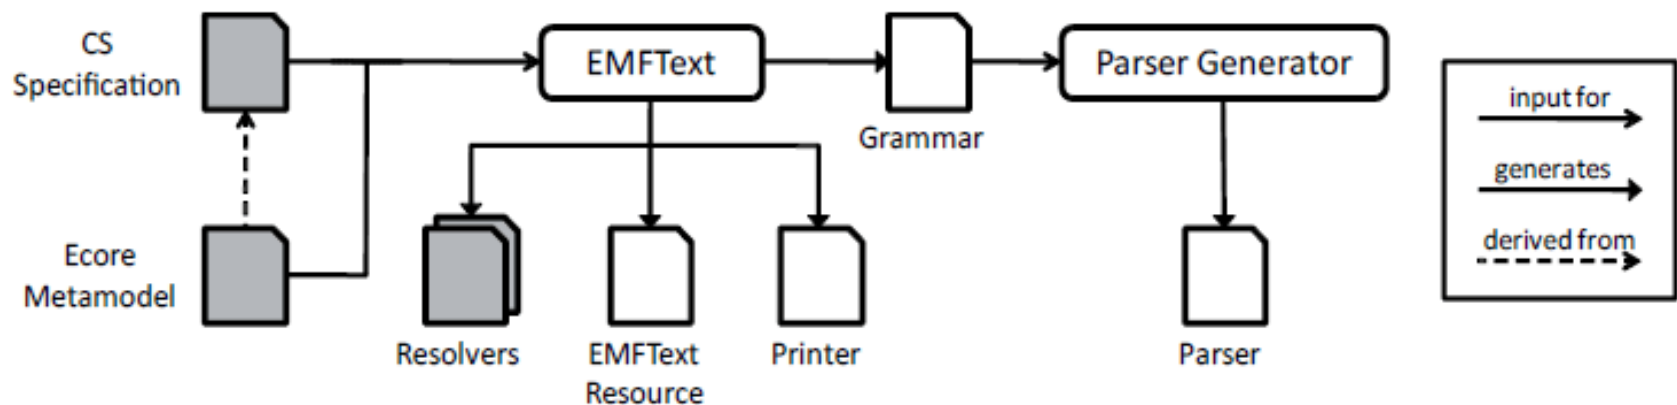 CS
Specification
EMFText
Grammar
Parser Generator
input for
generates
derived from
Ecore
Metamodel
Resolvers
EMFText
Resource
Printer
Parser